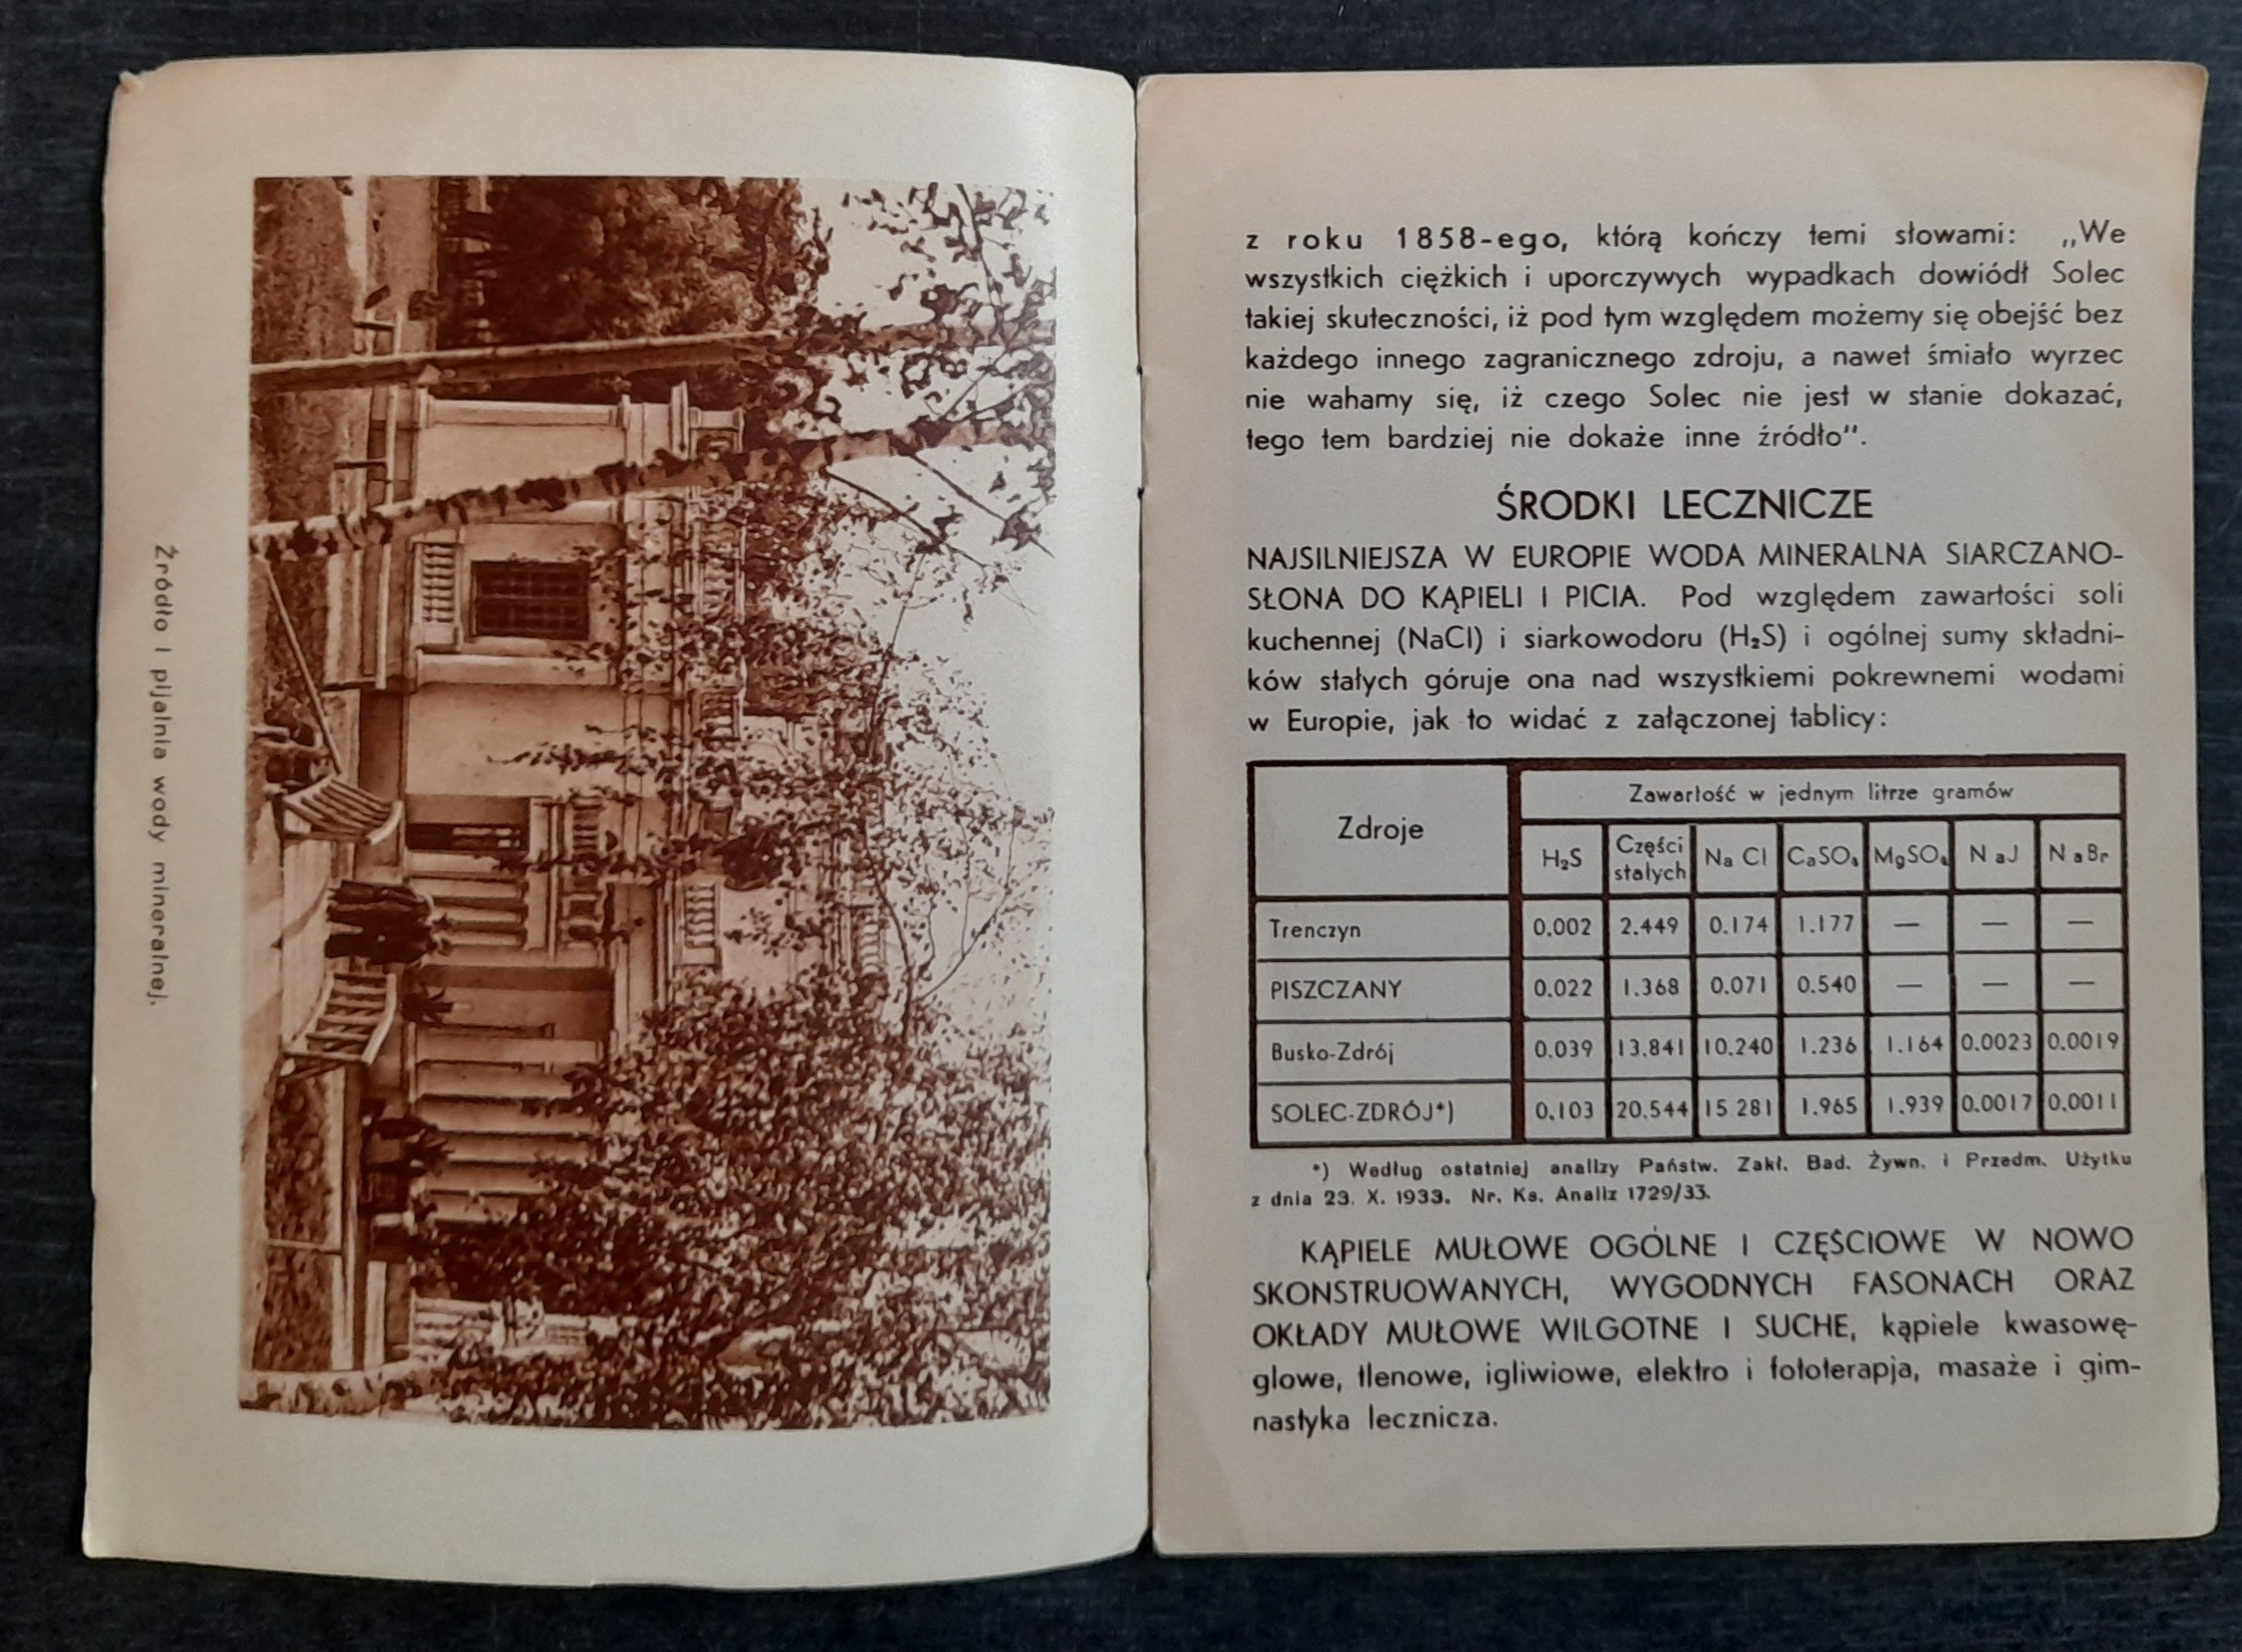 Źródło i pijalnia wody mineralnej.
z roku 1858-ego, którą kończy temi słowami: „We
wszystkich ciężkich i uporczywych wypadkach dowiódł Solec
takiej skuteczności, iż pod tym względem możemy się obejść bez
każdego innego zagranicznego zdroju, a nawet śmiało wyrzec
nie wahamy się, iż czego Solec nie jest w stanie dokazać,
tego tem bardziej nie dokaże inne źródło".
ŚRODKI LECZNICZE
NAJSILNIEJSZA W EUROPIE WODA MINERALNA SIARCZANO-
SŁONA DO KĄPIELI I PICIA. Pod względem zawartości soli
kuchennej (NaCl) i siarkowodoru (H₂S) i ogólnej sumy składni-
ków stałych góruje ona nad wszystkiemi pokrewnemi wodami
w Europie, jak to widać z załączonej tablicy:
Zdroje Zawartość w jednym litrze gramów
H₂S Części stałych Na Cl CaSO₄ MgSO₄ NaJ NaBr
Trenczyn 0.002 2.449 0.174 1.177 — — —
PISZCZANY 0.022 1.368 0.071 0.540 — — —
Busko-Zdrój 0.039 13.841 10.240 1.236 1.164 0.0023 0.0019
SOLEC-ZDRÓJ*) 0.103 20.544 15 281 1.965 1.939 0.0017 0.0011
*) Według ostatniej analizy Państw. Zakł. Bad. Żywn. i Przedm. Użytku
z dnia 23. X. 1933. Nr. Ks. Analiz 1729/33.
KĄPIELE MUŁOWE OGÓLNE I CZĘŚCIOWE W NOWO
SKONSTRUOWANYCH, WYGODNYCH FASONACH ORAZ
OKŁADY MUŁOWE WILGOTNE I SUCHE, kąpiele kwasowę-
glowe, tlenowe, igliwiowe, elektro i fototerapja, masaże i gim-
nastyka lecznicza.